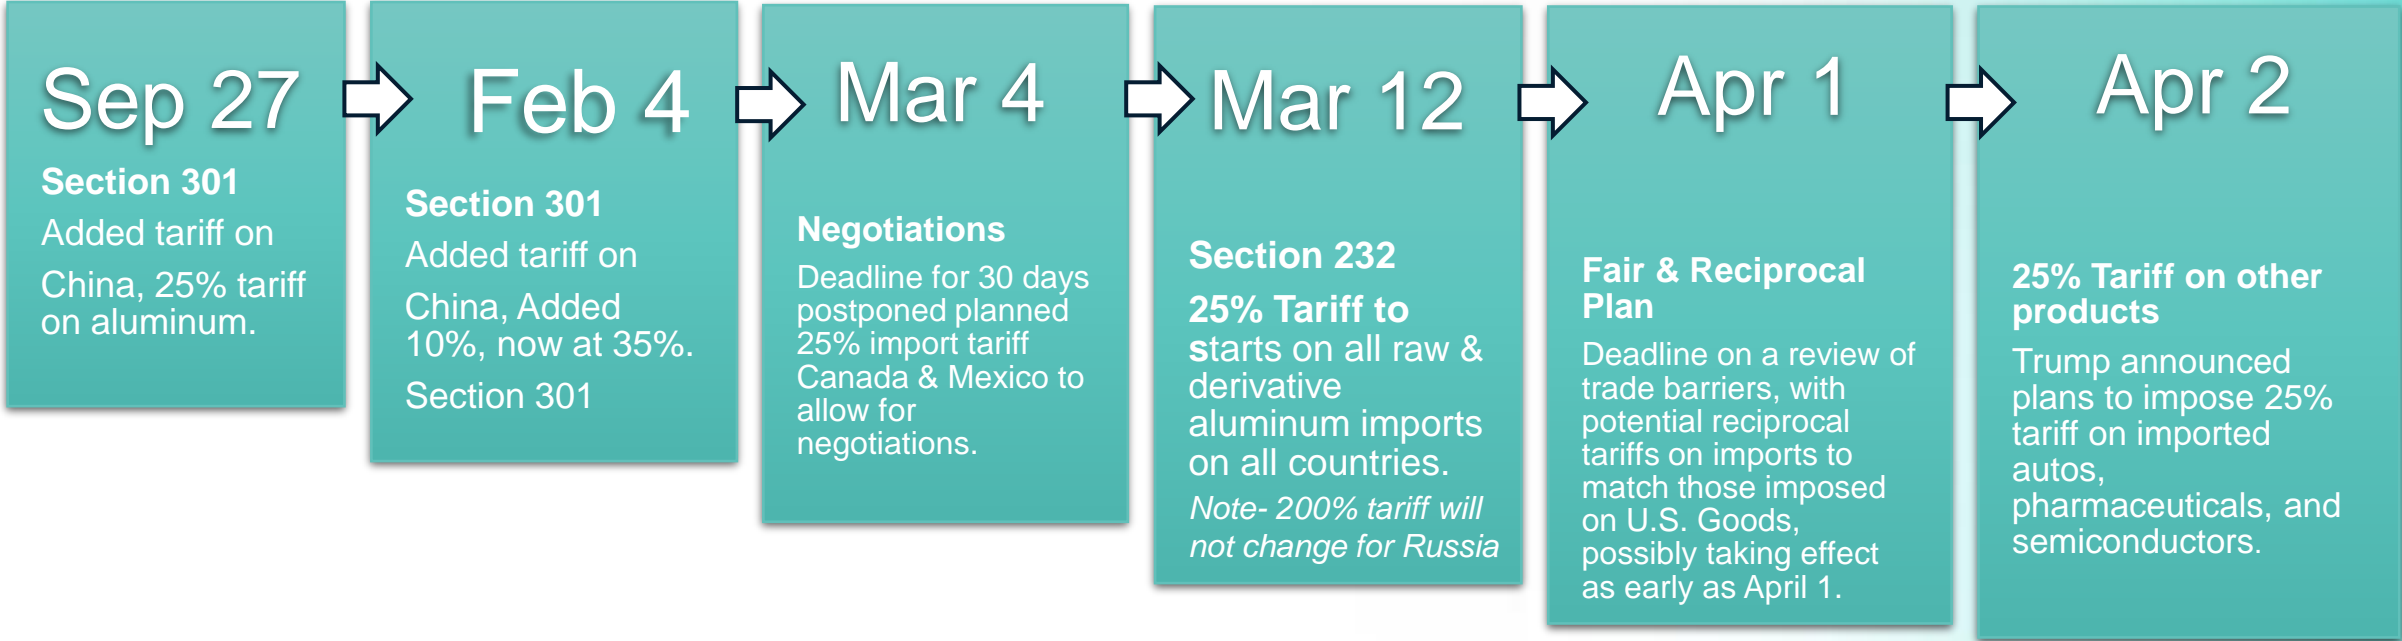 Sep 27
Section 301
Added tariff on
China, 25% tariff
on aluminum.
Feb 4
Section 301
Added tariff on
China, Added
10%, now at 35%.
Section 301
Mar 4
Negotiations
Deadline for 30 days
postponed planned
25% import tariff
Canada & Mexico to
allow for
negotiations.
Mar 12
Section 232
25% Tariff to
starts on all raw &
derivative
aluminum imports
on all countries.
Note- 200% tariff will
not change for Russia
Apr 1
Fair & Reciprocal
Plan
Deadline on a review of
trade barriers, with
potential reciprocal
tariffs on imports to
match those imposed
on U.S. Goods,
possibly taking effect
as early as April 1.
Apr 2
25% Tariff on other
products
Trump announced
plans to impose 25%
tariff on imported
autos,
pharmaceuticals, and
semiconductors.